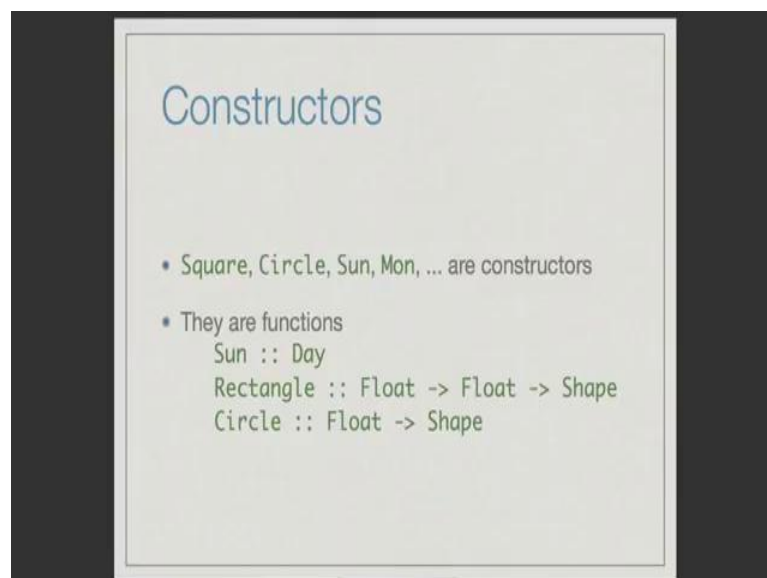 Constructors
• Square, Circle, Sun, Mon, ... are constructors
• They are functions
Sun :: Day
Rectangle :: Float -> Float -> Shape
Circle :: Float -> Shape